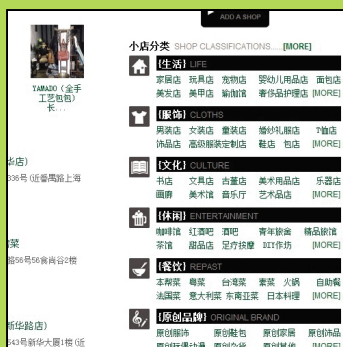 ADD A SHOP
小店分类 SHOP CLASSIFICATIONS.....[MORE]
YAMADO（全手
工艺包包）
长...
[生活] LIFE
家居店 玩具店 宠物店 婴幼儿用品店 面包店
美发店 美甲店 瑜伽馆 奢侈品护理店 [MORE]
[服饰] CLOTHS
男装店 女装店 童装店 婚纱礼服店 T恤店
饰品店 高级服装定制店 鞋店 包店 [MORE]
华店）
336号（近番禺路上海
[文化] CULTURE
书店 文具店 古董店 美术用品店 乐器店
画廊 美术馆 音乐厅 艺术品店 [MORE]
[休闲] ENTERTAINMENT
咖啡馆 红酒吧 酒吧 青年旅舍 精品旅馆
茶馆 甜品店 足疗按摩 DIY作坊 [MORE]
菜
路56号56食尚谷2楼
[餐饮] REPAST
本帮菜 粤菜 台湾菜 素菜 火锅 自助餐
法国菜 意大利菜 东南亚菜 日本料理 [MORE]
新华路店）
543号新华大厦1楼（近
[原创品牌] ORIGINAL BRAND
原创服饰 原创鞋包 原创家居 原创饰品